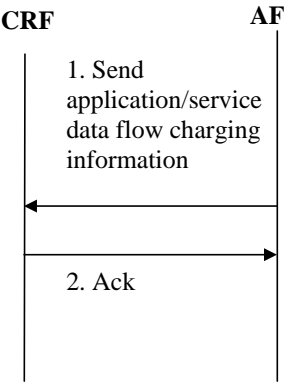 CRF
AF
1. Send
application/service
data flow charging
information
2. Ack